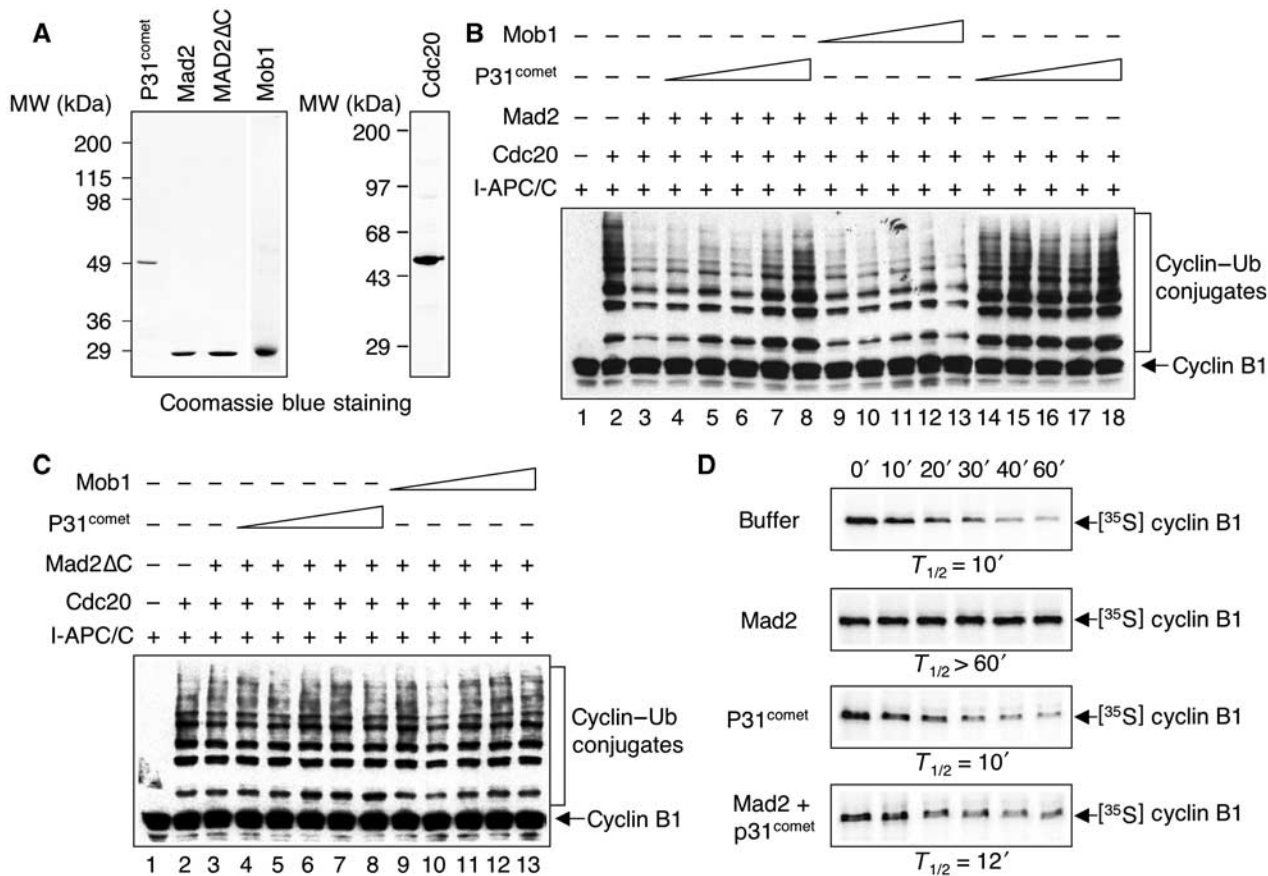 A
P31comet
Mad2
MAD2ΔC
Mob1
Cdc20
MW (kDa)
200
115
98
49
36
29
MW (kDa)
200
97
68
43
29
Coomassie blue staining
B
Mob1 – – – – – – – – – – – – –
P31comet – – – – – – – – – –
Mad2 – – + + + + + + + + + + + – – – – –
Cdc20 – + + + + + + + + + + + + + + + + +
I-APC/C + + + + + + + + + + + + + + + + + +
Cyclin–Ub
conjugates
Cyclin B1
1 2 3 4 5 6 7 8 9 10 11 12 13 14 15 16 17 18
C
Mob1 – – – – – – – –
P31comet – – – – – – – –
Mad2ΔC – – + + + + + + + + + + +
Cdc20 – + + + + + + + + + + + +
I-APC/C + + + + + + + + + + + + +
Cyclin–Ub
conjugates
Cyclin B1
1 2 3 4 5 6 7 8 9 10 11 12 13
D
0′ 10′ 20′ 30′ 40′ 60′
Buffer
[35S] cyclin B1
T1/2 = 10′
Mad2
[35S] cyclin B1
T1/2 > 60′
P31comet
[35S] cyclin B1
T1/2 = 10′
Mad2 +
p31comet
[35S] cyclin B1
T1/2 = 12′